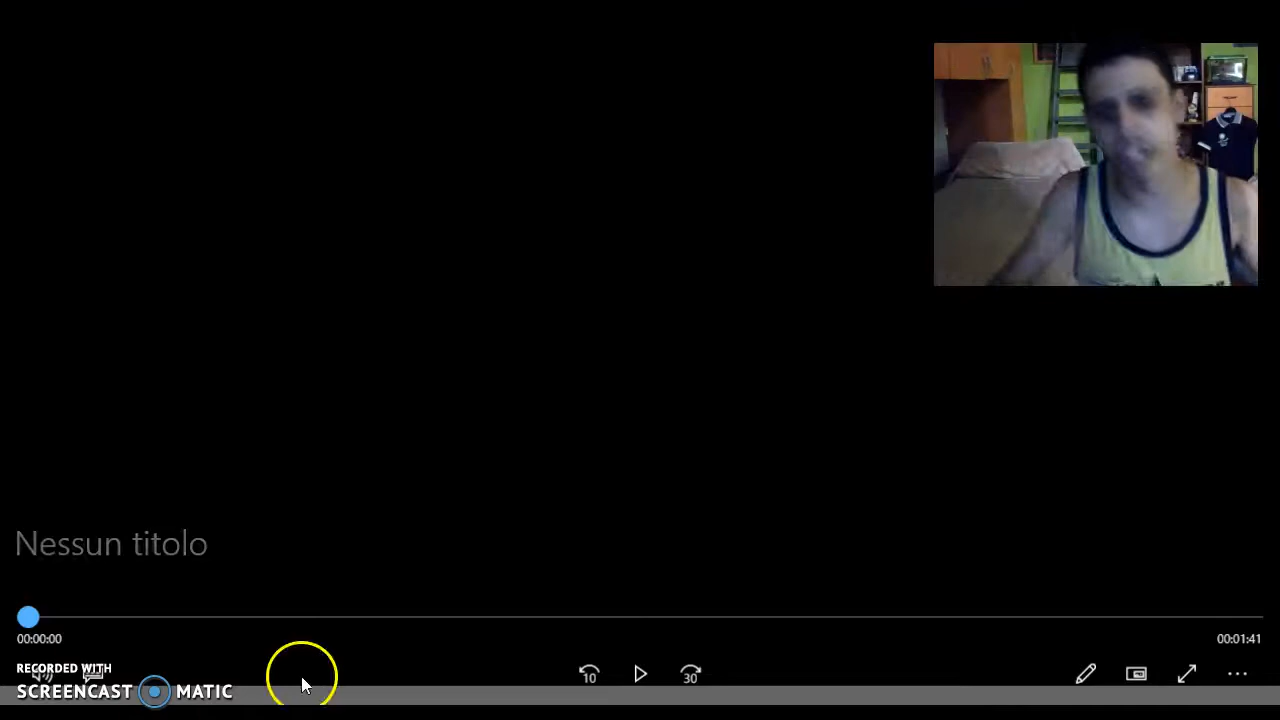 Nessun titolo
00:00:00
00:01:41
10
30
RECORDED WITH
SCREENCAST MATIC